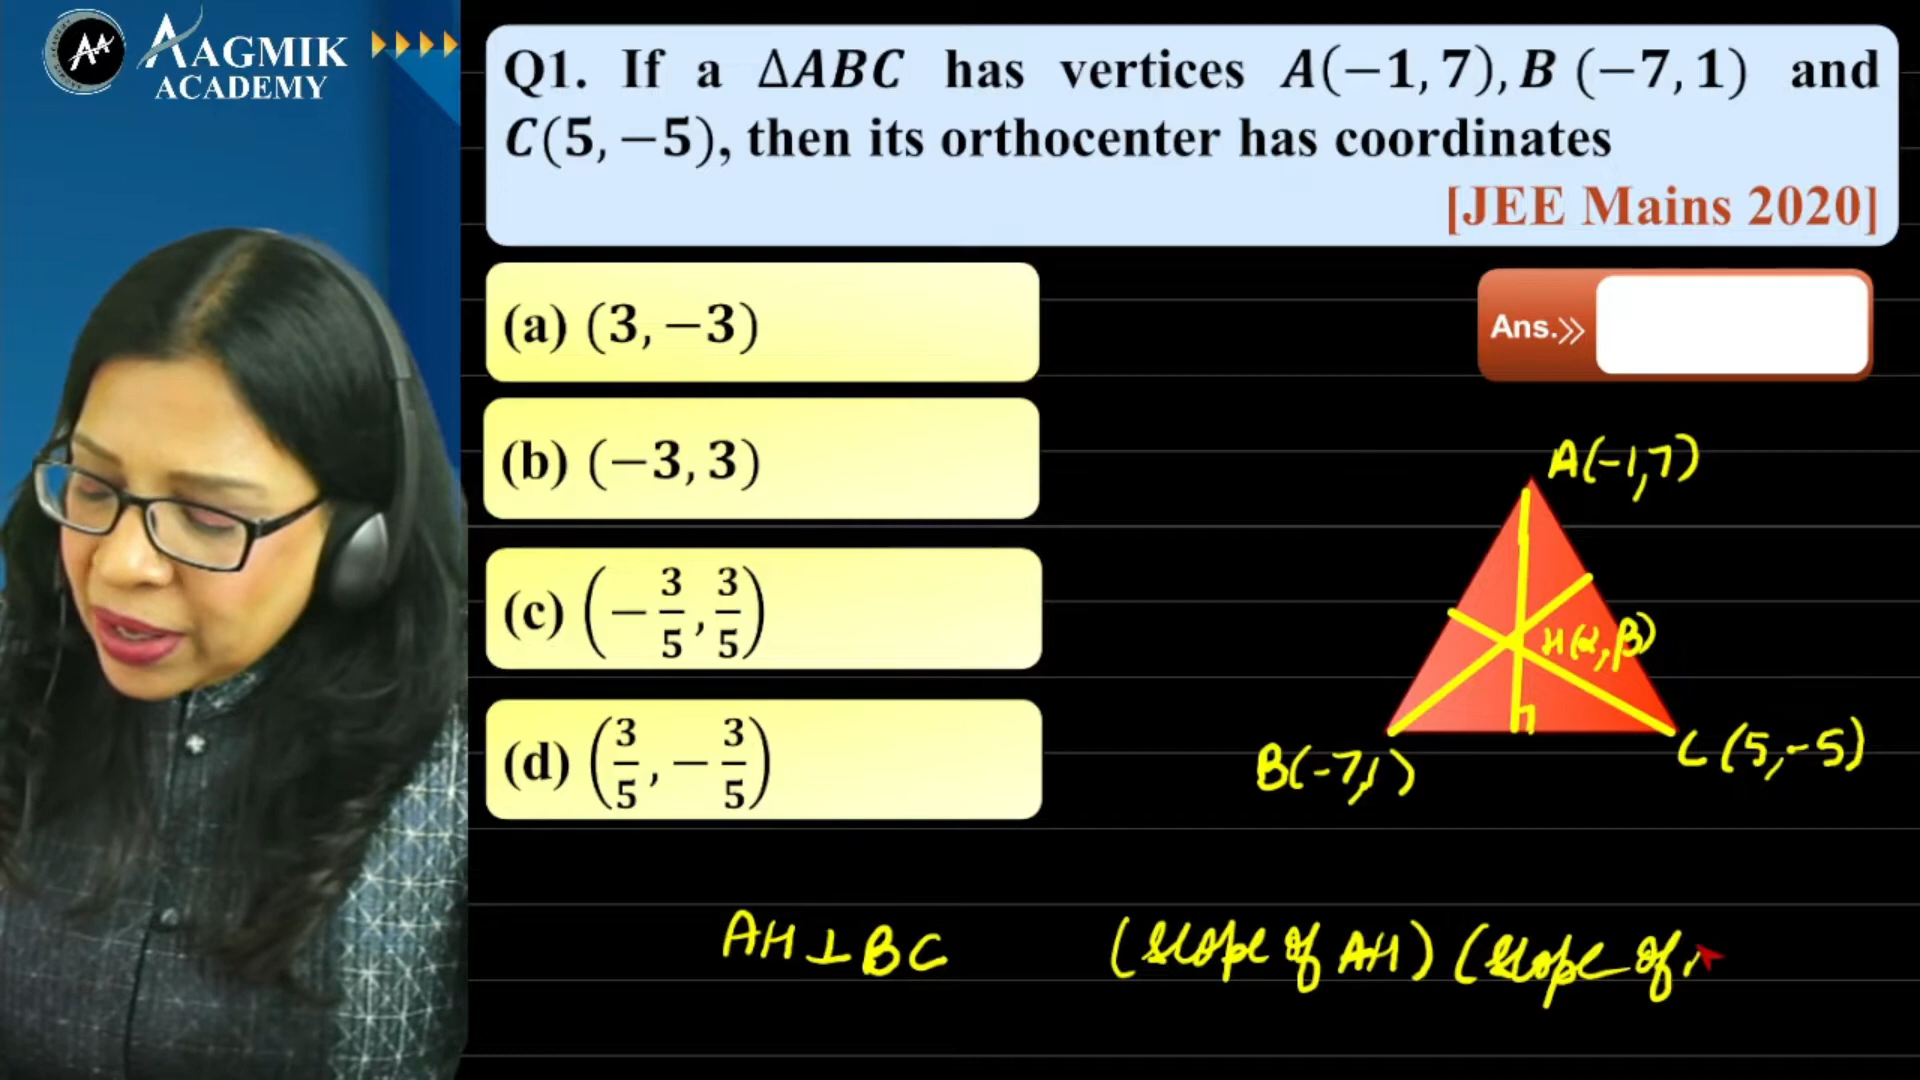 AAGMIK
ACADEMY
Q1. If a ΔABC has vertices A(−1, 7), B (−7, 1) and
C(5, −5), then its orthocenter has coordinates
[JEE Mains 2020]
(a) (3, −3)
(b) (−3, 3)
(c) (−3/5, 3/5)
(d) (3/5, −3/5)
Ans.
A(-1,7)
H(α,β)
B(-7,1)
C(5,-5)
AH⊥BC (slope of AH) (slope of